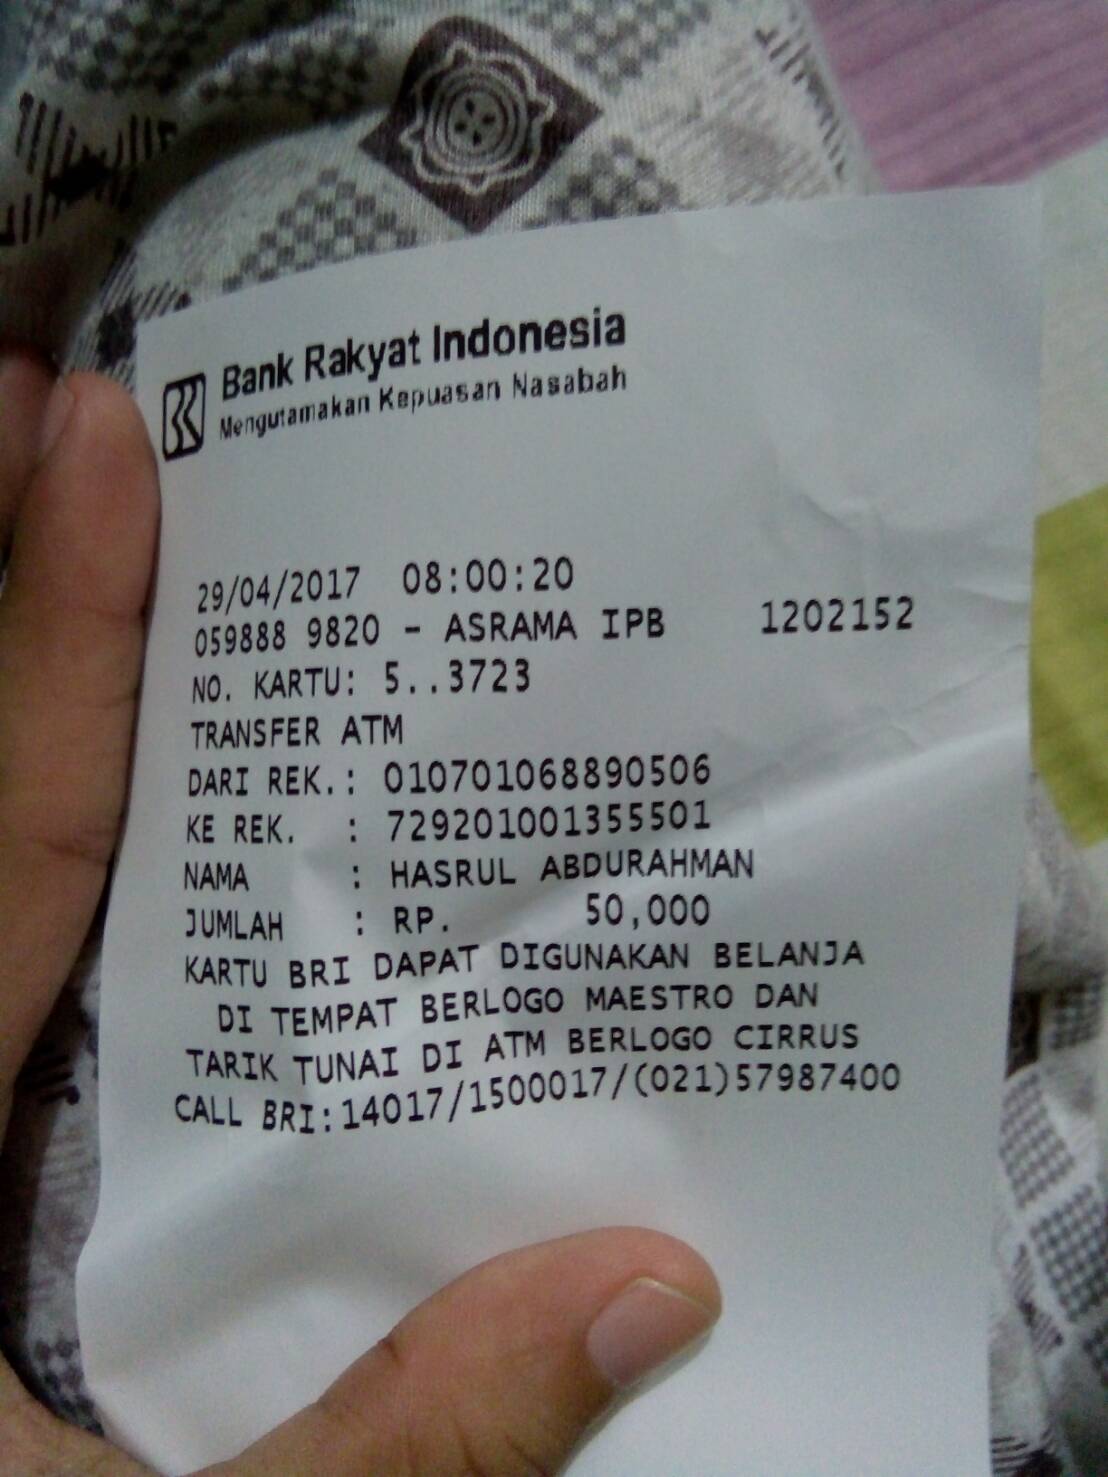 Bank Rakyat Indonesia
Mengutamakan Kepuasan Nasabah
29/04/2017 08:00:20
059888 9820 - ASRAMA IPB 1202152
NO. KARTU: 5..3723
TRANSFER ATM
DARI REK.: 010701068890506
KE REK. : 729201001355501
NAMA : HASRUL ABDURAHMAN
JUMLAH : RP. 50,000
KARTU BRI DAPAT DIGUNAKAN BELANJA
DI TEMPAT BERLOGO MAESTRO DAN
TARIK TUNAI DI ATM BERLOGO CIRRUS
CALL BRI:14017/1500017/(021)57987400